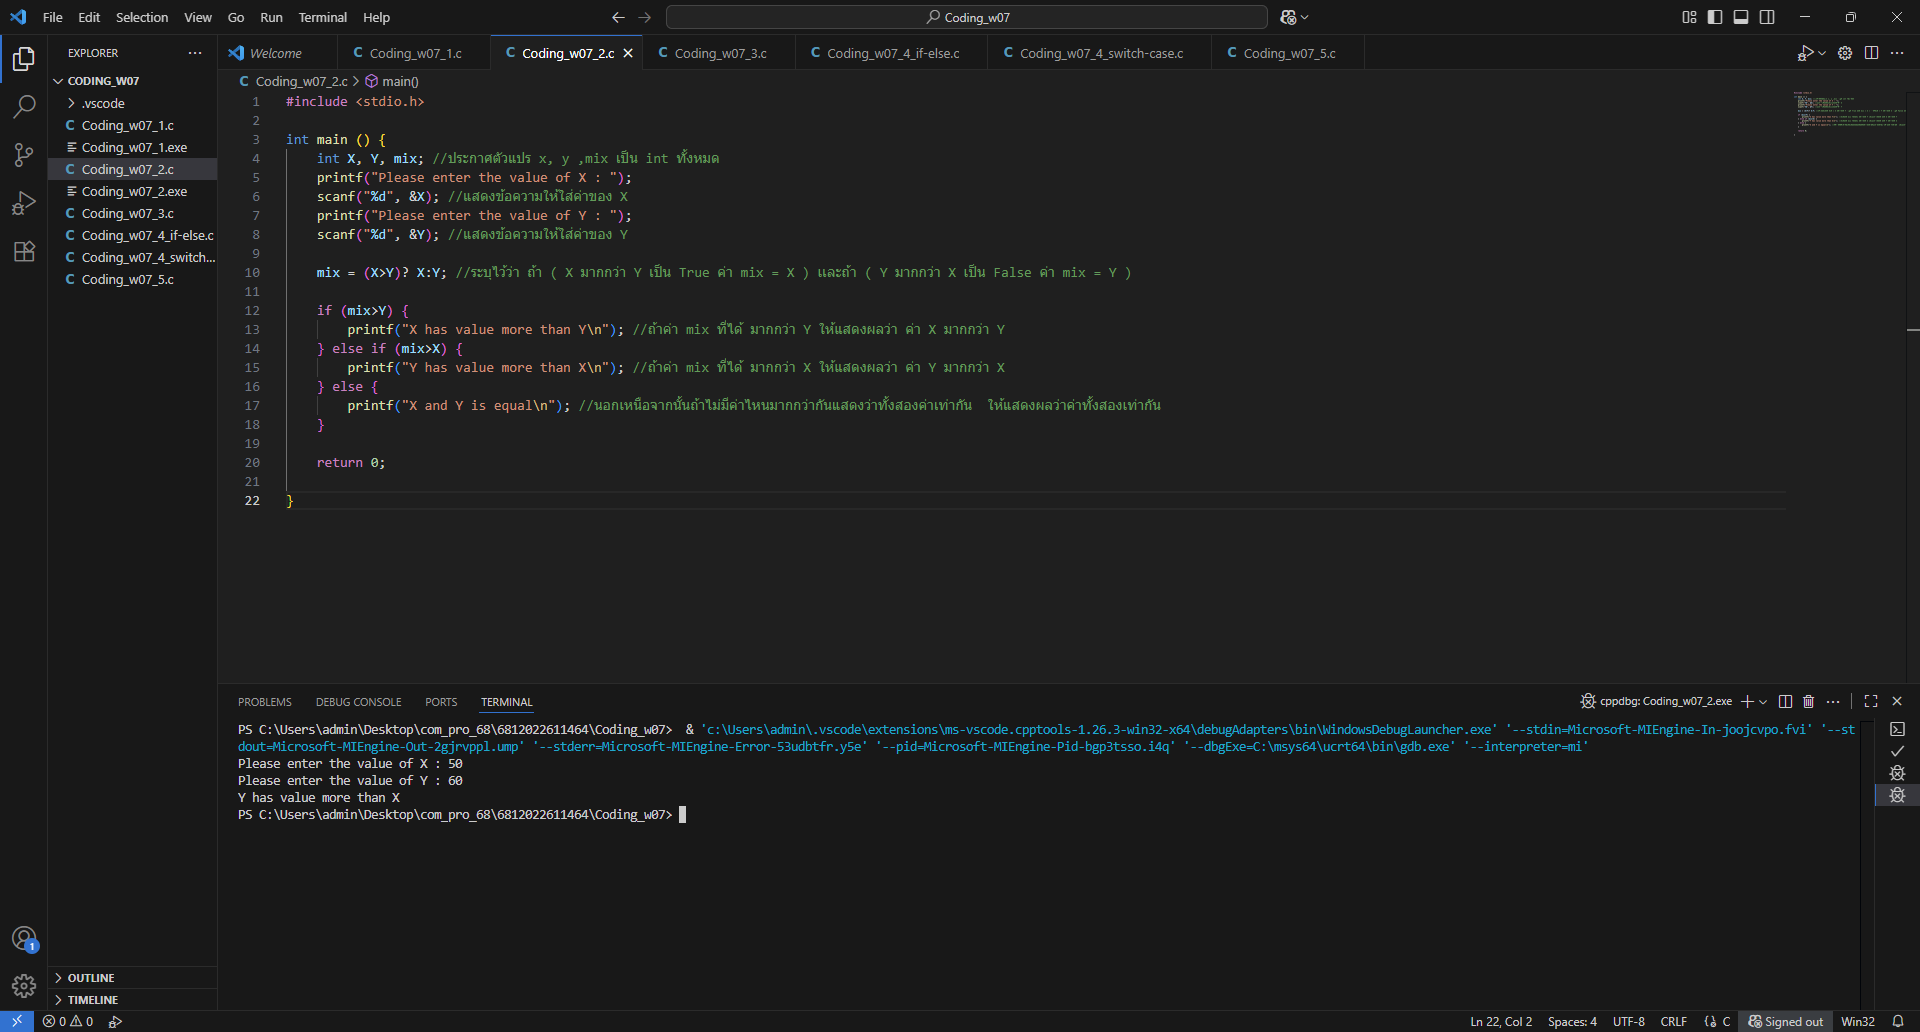 File Edit Selection View Go Run Terminal Help
Coding_w07
EXPLORER
CODING_W07
.vscode
C Coding_w07_1.c
Coding_w07_1.exe
C Coding_w07_2.c
Coding_w07_2.exe
C Coding_w07_3.c
C Coding_w07_4_if-else.c
C Coding_w07_4_switch...
C Coding_w07_5.c
OUTLINE
TIMELINE
Welcome C Coding_w07_1.c C Coding_w07_2.c C Coding_w07_3.c C Coding_w07_4_if-else.c C Coding_w07_4_switch-case.c C Coding_w07_5.c
C Coding_w07_2.c > main()
1 #include <stdio.h>
2
3 int main () {
4 int X, Y, mix; //ประกาศตัวแปร x, y ,mix เป็น int ทั้งหมด
5 printf("Please enter the value of X : ");
6 scanf("%d", &X); //แสดงข้อความให้ใส่ค่าของ X
7 printf("Please enter the value of Y : ");
8 scanf("%d", &Y); //แสดงข้อความให้ใส่ค่าของ Y
9
10 mix = (X>Y)? X:Y; //ระบุไว้ว่า ถ้า ( X มากกว่า Y เป็น True ค่า mix = X ) และถ้า ( Y มากกว่า X เป็น False ค่า mix = Y )
11
12 if (mix>Y) {
13 printf("X has value more than Y\n"); //ถ้าค่า mix ที่ได้ มากกว่า Y ให้แสดงผลว่า ค่า X มากกว่า Y
14 } else if (mix>X) {
15 printf("Y has value more than X\n"); //ถ้าค่า mix ที่ได้ มากกว่า X ให้แสดงผลว่า ค่า Y มากกว่า X
16 } else {
17 printf("X and Y is equal\n"); //นอกเหนือจากนั้นถ้าไม่มีค่าไหนมากกว่ากันแสดงว่าทั้งสองค่าเท่ากัน ให้แสดงผลว่าค่าทั้งสองเท่ากัน
18 }
19
20 return 0;
21
22 }
PROBLEMS DEBUG CONSOLE PORTS TERMINAL
cppdbg: Coding_w07_2.exe
PS C:\Users\admin\Desktop\com_pro_68\6812022611464\Coding_w07> & 'c:\Users\admin\.vscode\extensions\ms-vscode.cpptools-1.26.3-win32-x64\debugAdapters\bin\WindowsDebugLauncher.exe' '--stdin=Microsoft-MIEngine-In-joojcvpo.fvi' '--st
dout=Microsoft-MIEngine-Out-2gjrvppl.ump' '--stderr=Microsoft-MIEngine-Error-53udbtfr.y5e' '--pid=Microsoft-MIEngine-Pid-bgp3tsso.i4q' '--dbgExe=C:\msys64\ucrt64\bin\gdb.exe' '--interpreter=mi'
Please enter the value of X : 50
Please enter the value of Y : 60
Y has value more than X
PS C:\Users\admin\Desktop\com_pro_68\6812022611464\Coding_w07>
1
0 0
Ln 22, Col 2 Spaces: 4 UTF-8 CRLF {} C Signed out Win32